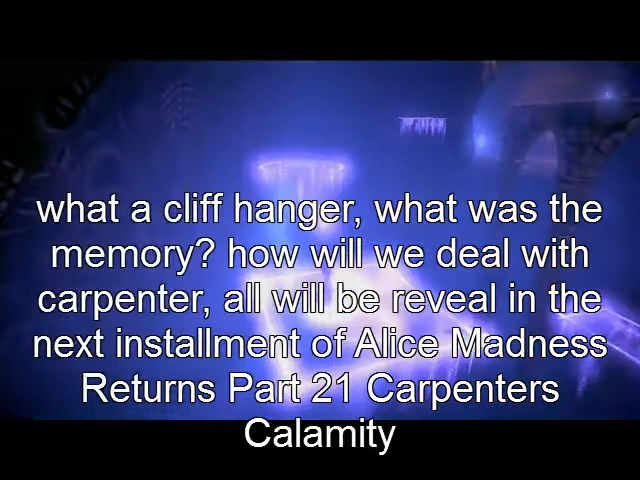 what a cliff hanger, what was the
memory? how will we deal with
carpenter, all will be reveal in the
next installment of Alice Madness
Returns Part 21 Carpenters
Calamity